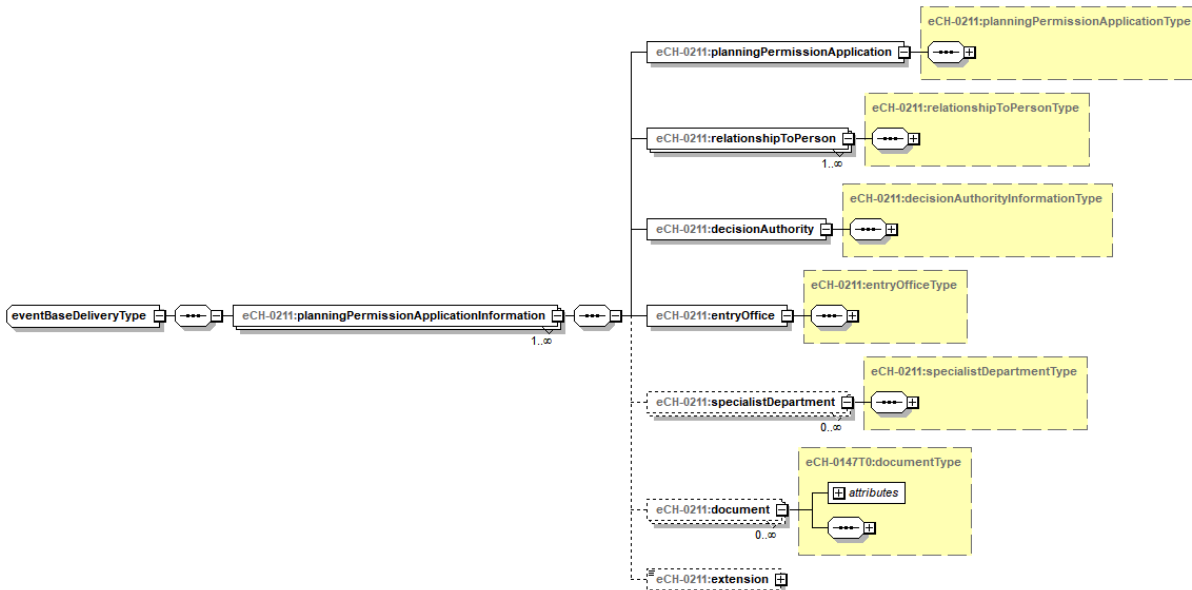 eCH-0211:planningPermissionApplicationType
eCH-0211:planningPermissionApplication
eCH-0211:relationshipToPersonType
eCH-0211:relationshipToPerson
1..∞
eCH-0211:decisionAuthorityInformationType
eCH-0211:decisionAuthority
eCH-0211:entryOfficeType
eventBaseDeliveryType
eCH-0211:planningPermissionApplicationInformation
1..∞
eCH-0211:entryOffice
eCH-0211:specialistDepartmentType
eCH-0211:specialistDepartment
0..∞
eCH-0147T0:documentType
attributes
eCH-0211:document
0..∞
eCH-0211:extension